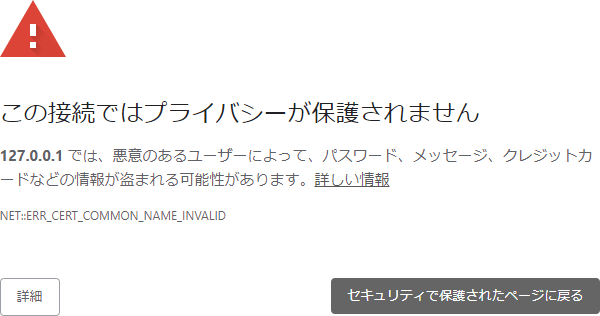 この接続ではプライバシーが保護されません
127.0.0.1 では、悪意のあるユーザーによって、パスワード、メッセージ、クレジットカ
ードなどの情報が盗まれる可能性があります。詳しい情報
NET::ERR_CERT_COMMON_NAME_INVALID
詳細
セキュリティで保護されたページに戻る